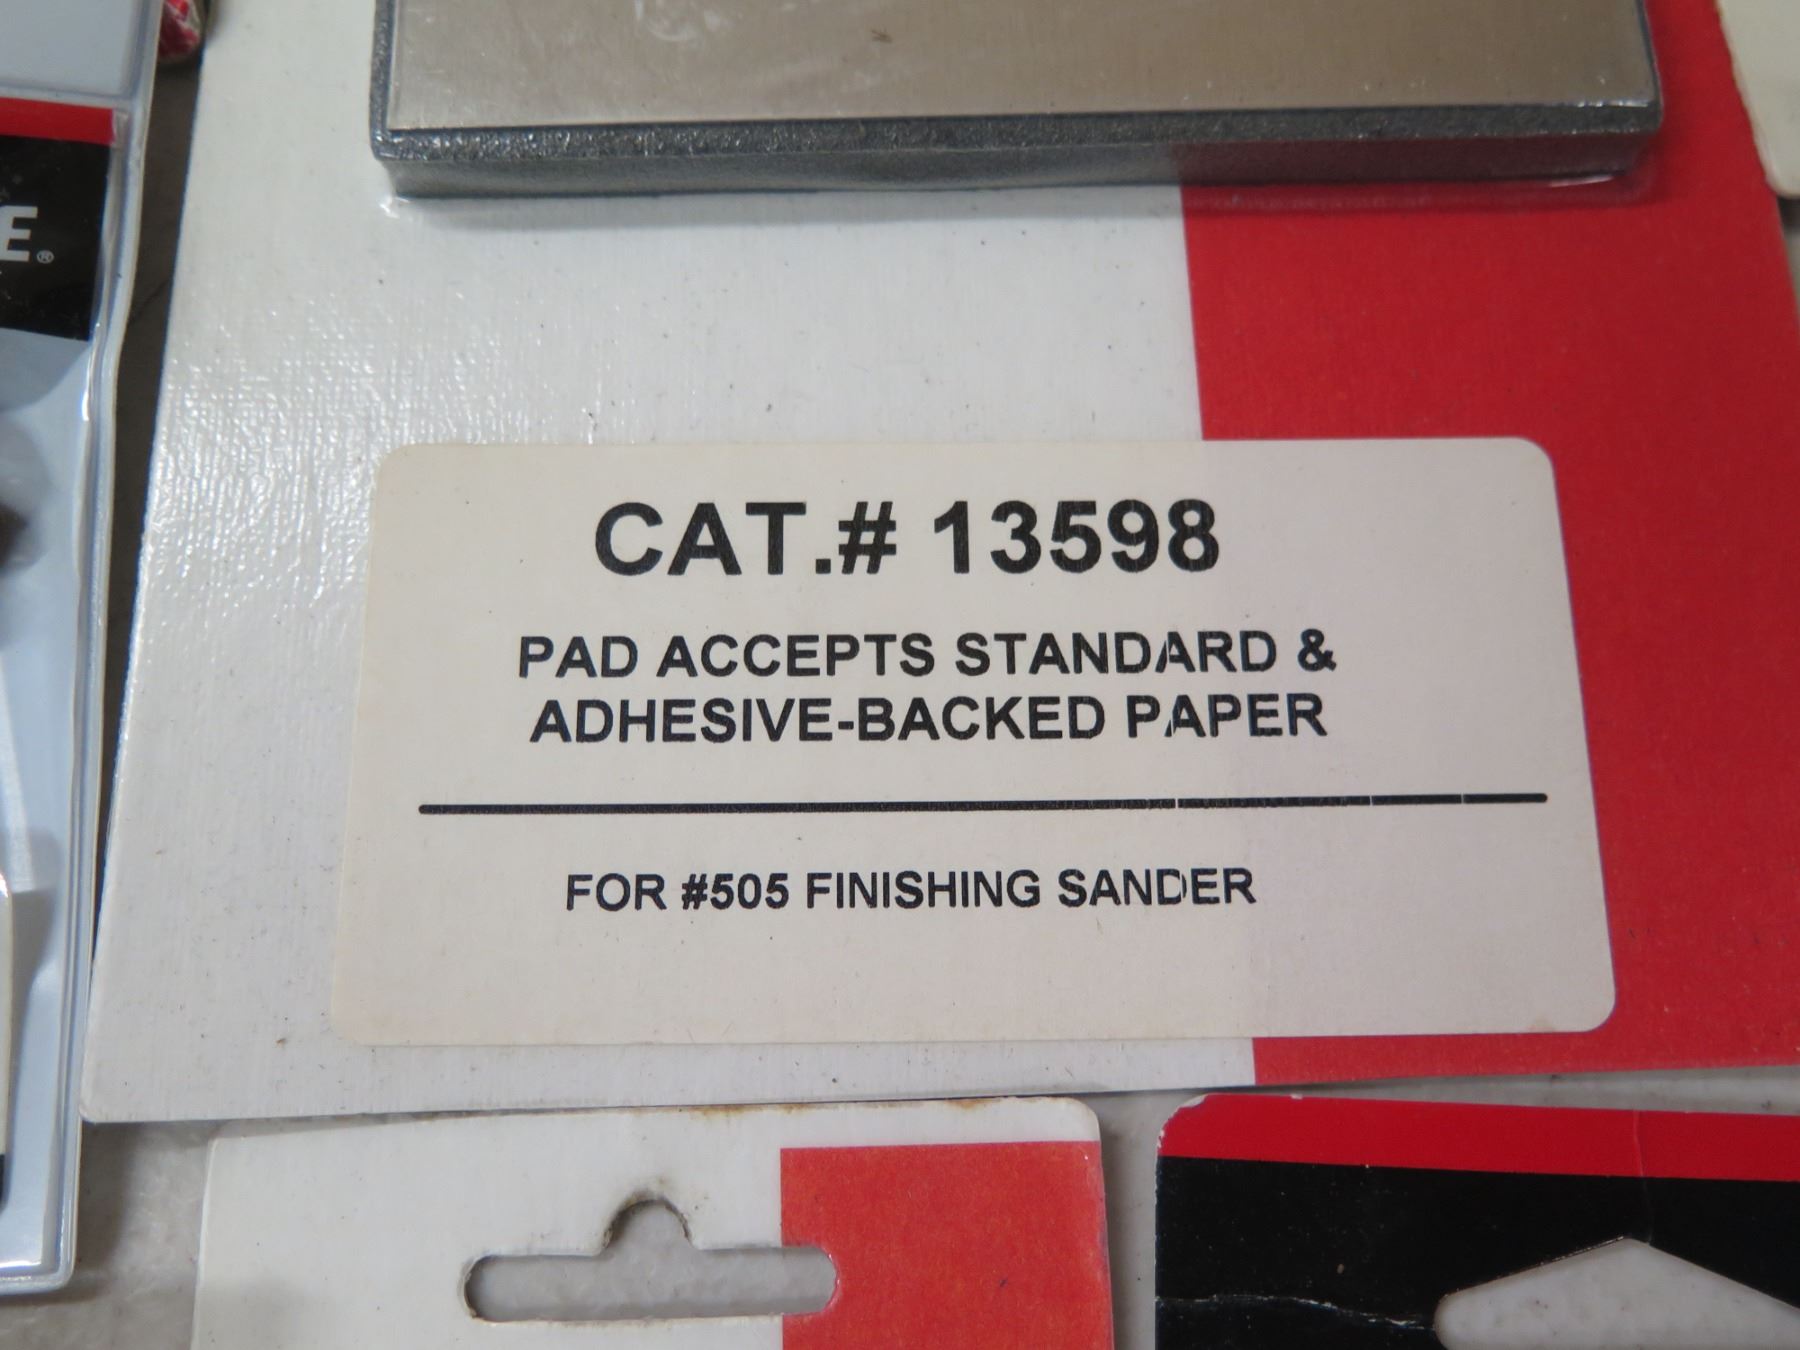 E®
CAT.# 13598
PAD ACCEPTS STANDARD &
ADHESIVE-BACKED PAPER
FOR #505 FINISHING SANDER